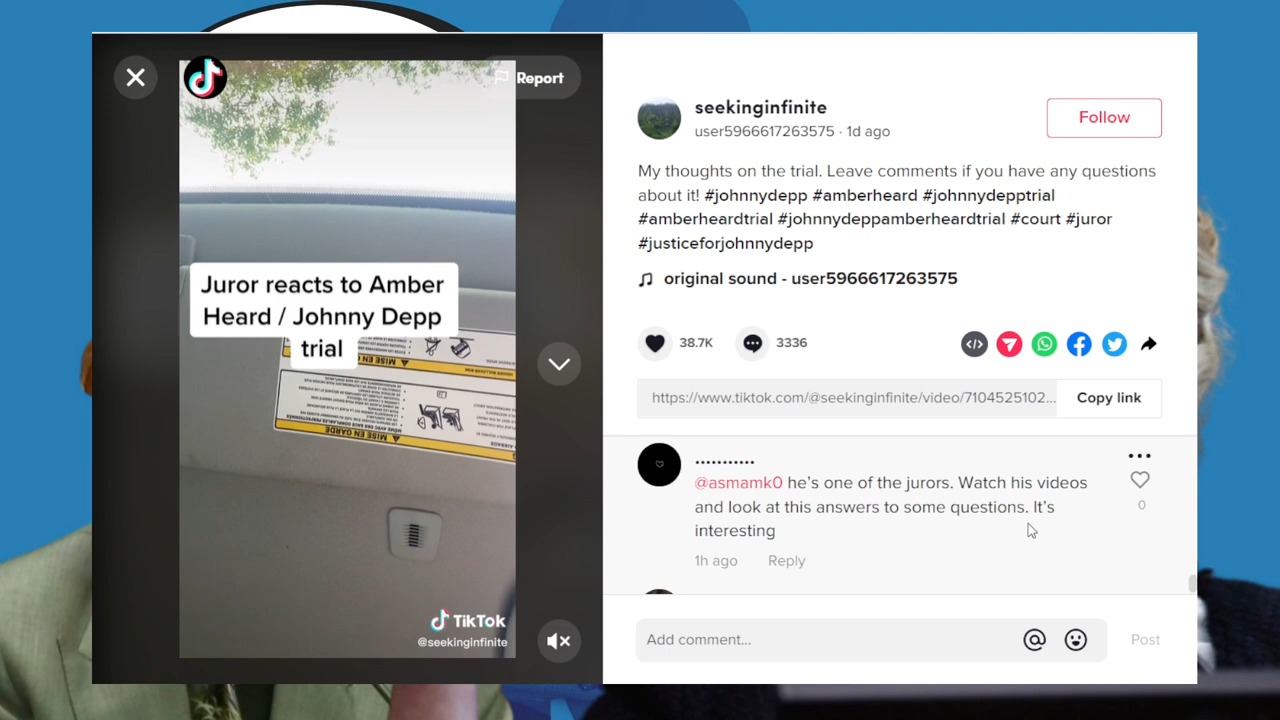 Report
Juror reacts to Amber
Heard / Johnny Depp
trial
MISE EN GARDE
TikTok
@seekinginfinite
seekinginfinite
user5966617263575 · 1d ago
Follow
My thoughts on the trial. Leave comments if you have any questions
about it! #johnnydepp #amberheard #johnnydepptrial
#amberheardtrial #johnnydeppamberheardtrial #court #juror
#justiceforjohnnydepp
original sound - user5966617263575
38.7K
3336
https://www.tiktok.com/@seekinginfinite/video/7104525102...
Copy link
...........
@asmamk0 he's one of the jurors. Watch his videos
and look at this answers to some questions. It's
interesting
1h ago
Reply
Add comment...
Post